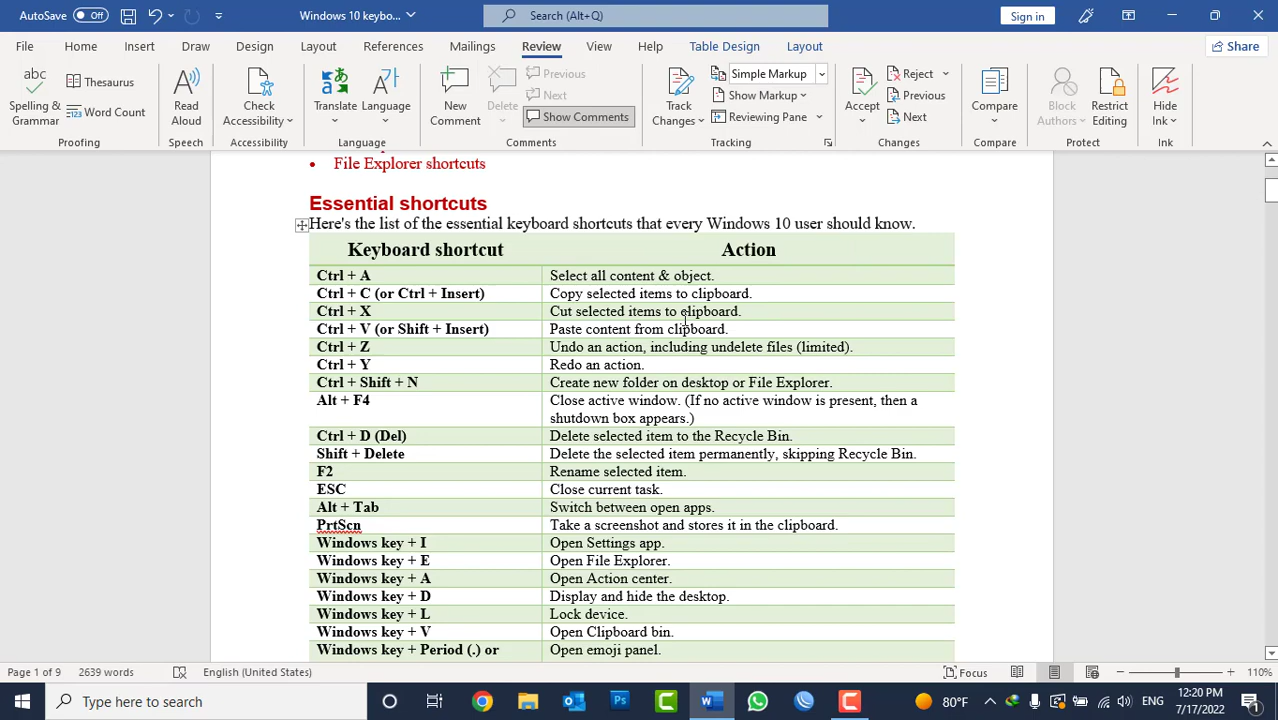 AutoSave Off Windows 10 keybo... Search (Alt+Q) Sign in
File Home Insert Draw Design Layout References Mailings Review View Help Table Design Layout Share
Spelling & Grammar Thesaurus Word Count Read Aloud Check Accessibility Translate Language New Comment Delete Previous Next Show Comments Track Changes Simple Markup Show Markup Reviewing Pane Accept Reject Previous Next Compare Block Authors Restrict Editing Hide Ink
Proofing Speech Accessibility Language Comments Tracking Changes Compare Protect Ink
• File Explorer shortcuts
Essential shortcuts
Here's the list of the essential keyboard shortcuts that every Windows 10 user should know.
Keyboard shortcut Action
Ctrl + A Select all content & object.
Ctrl + C (or Ctrl + Insert) Copy selected items to clipboard.
Ctrl + X Cut selected items to clipboard.
Ctrl + V (or Shift + Insert) Paste content from clipboard.
Ctrl + Z Undo an action, including undelete files (limited).
Ctrl + Y Redo an action.
Ctrl + Shift + N Create new folder on desktop or File Explorer.
Alt + F4 Close active window. (If no active window is present, then a
shutdown box appears.)
Ctrl + D (Del) Delete selected item to the Recycle Bin.
Shift + Delete Delete the selected item permanently, skipping Recycle Bin.
F2 Rename selected item.
ESC Close current task.
Alt + Tab Switch between open apps.
PrtScn Take a screenshot and stores it in the clipboard.
Windows key + I Open Settings app.
Windows key + E Open File Explorer.
Windows key + A Open Action center.
Windows key + D Display and hide the desktop.
Windows key + L Lock device.
Windows key + V Open Clipboard bin.
Windows key + Period (.) or Open emoji panel.
Page 1 of 9 2639 words English (United States) Focus 110%
Type here to search 80°F ENG 12:20 PM
7/17/2022